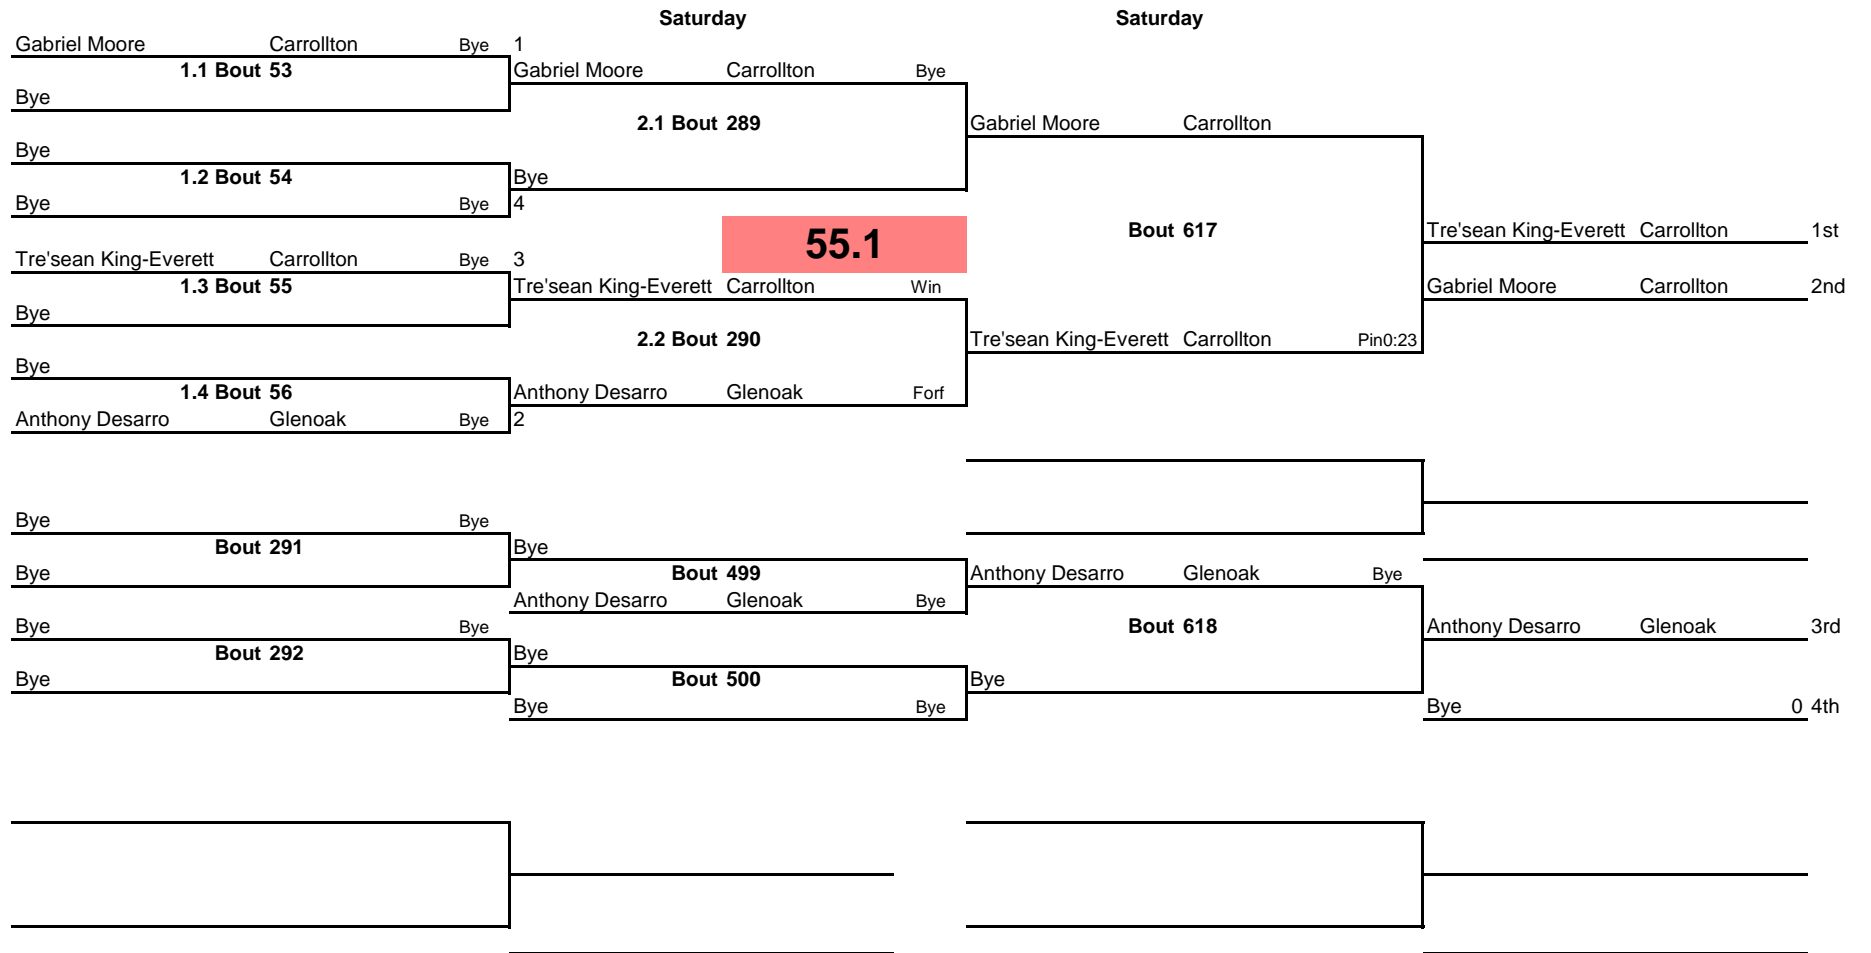 Saturday Saturday
Gabriel Moore Carrollton Bye 1
1.1 Bout 53 Gabriel Moore Carrollton Bye
Bye
2.1 Bout 289 Gabriel Moore Carrollton
Bye
1.2 Bout 54 Bye
Bye Bye 4
55.1 Bout 617 Tre'sean King-Everett Carrollton 1st
Tre'sean King-Everett Carrollton Bye 3
1.3 Bout 55 Tre'sean King-Everett Carrollton Win Gabriel Moore Carrollton 2nd
Bye
2.2 Bout 290 Tre'sean King-Everett Carrollton Pin0:23
Bye
1.4 Bout 56 Anthony Desarro Glenoak Forf
Anthony Desarro Glenoak Bye 2
Bye Bye
Bout 291 Bye
Bye Bout 499 Anthony Desarro Glenoak Bye
Anthony Desarro Glenoak Bye
Bye Bye Bout 618 Anthony Desarro Glenoak 3rd
Bout 292 Bye
Bye Bout 500 Bye
Bye Bye Bye 0 4th